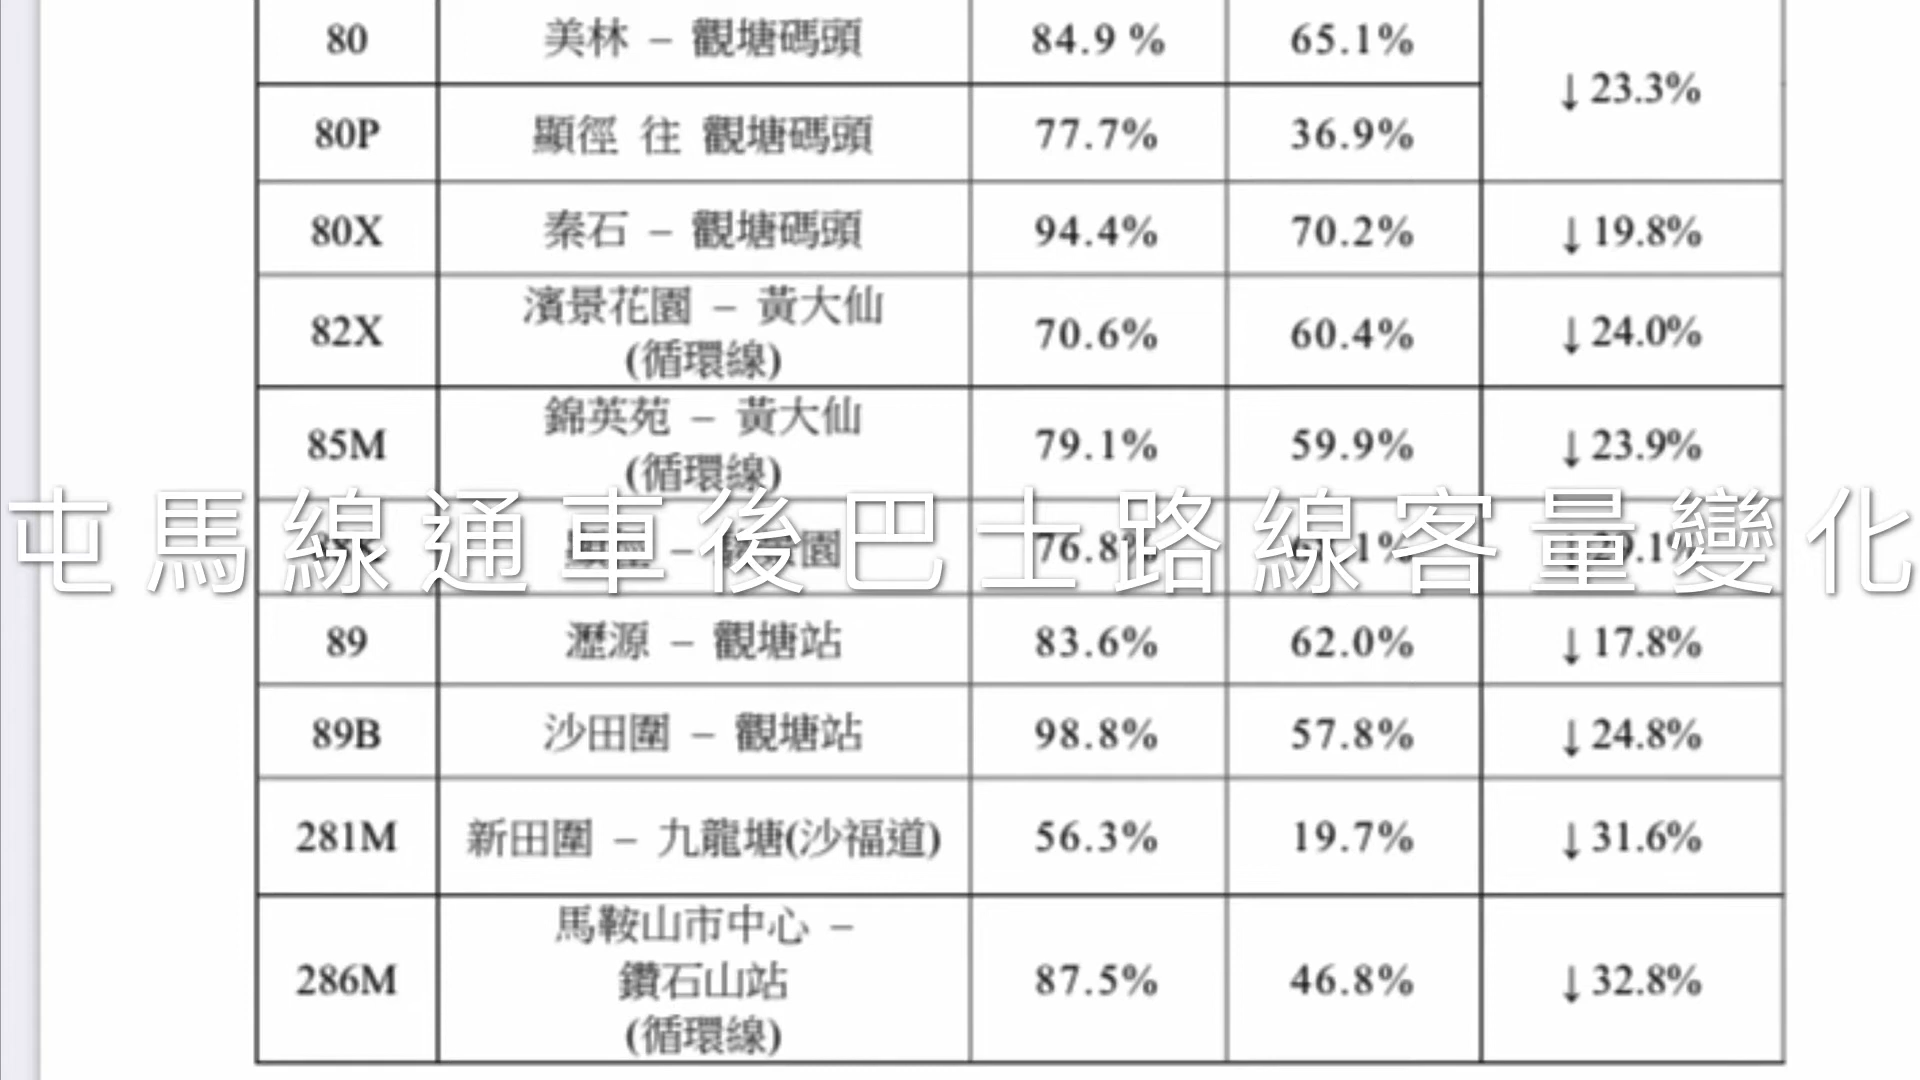 80 美林 – 觀塘碼頭 84.9 % 65.1% ↓ 23.3%
80P 顯徑 往 觀塘碼頭 77.7% 36.9%
80X 秦石 – 觀塘碼頭 94.4% 70.2% ↓ 19.8%
82X 濱景花園 – 黃大仙 70.6% 60.4% ↓ 24.0%
(循環線)
85M 錦英苑 – 黃大仙 79.1% 59.9% ↓ 23.9%
(循環線)
屯馬線通車後巴士路線客量變化
76.8%
89 瀝源 – 觀塘站 83.6% 62.0% ↓ 17.8%
89B 沙田圍 – 觀塘站 98.8% 57.8% ↓ 24.8%
281M 新田圍 – 九龍塘(沙福道) 56.3% 19.7% ↓ 31.6%
286M 馬鞍山市中心 – 87.5% 46.8% ↓ 32.8%
鑽石山站
(循環線)